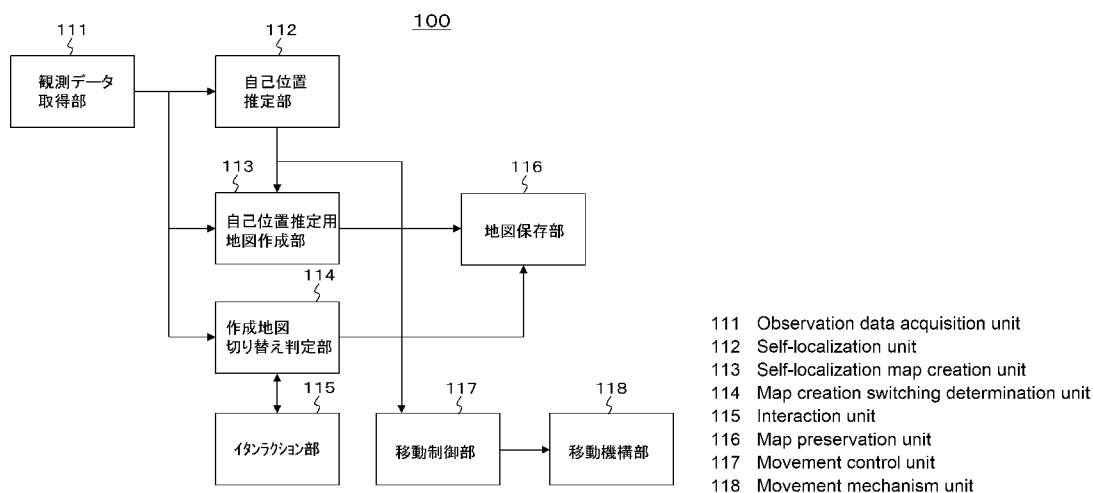 100
111
観測データ
取得部
112
自己位置
推定部
113
自己位置推定用
地図作成部
116
地図保存部
114
作成地図
切り替え判定部
115
イタンラクション部
117
移動制御部
118
移動機構部
111 Observation data acquisition unit
112 Self-localization unit
113 Self-localization map creation unit
114 Map creation switching determination unit
115 Interaction unit
116 Map preservation unit
117 Movement control unit
118 Movement mechanism unit